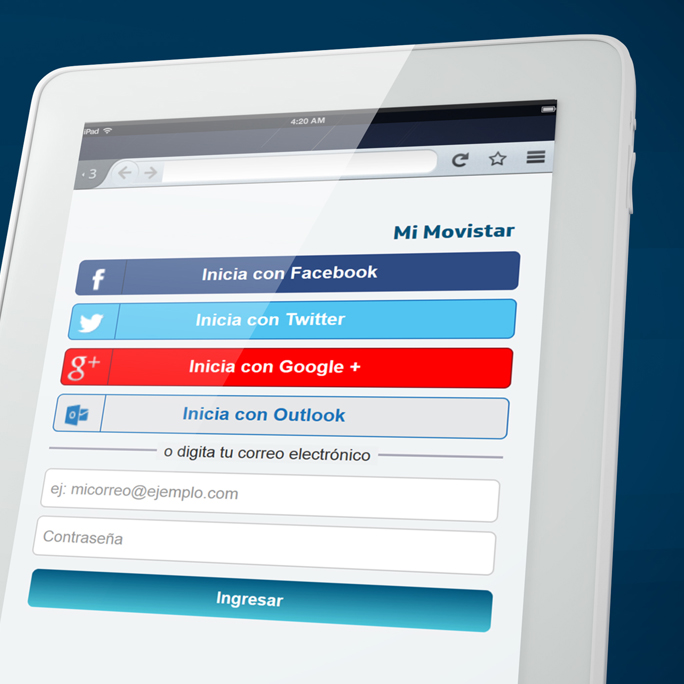 iPad 4:20 AM
3
Mi Movistar
f Inicia con Facebook
Inicia con Twitter
g+ Inicia con Google +
o Inicia con Outlook
o digita tu correo electrónico
ej: micorreo@ejemplo.com
Contraseña
Ingresar